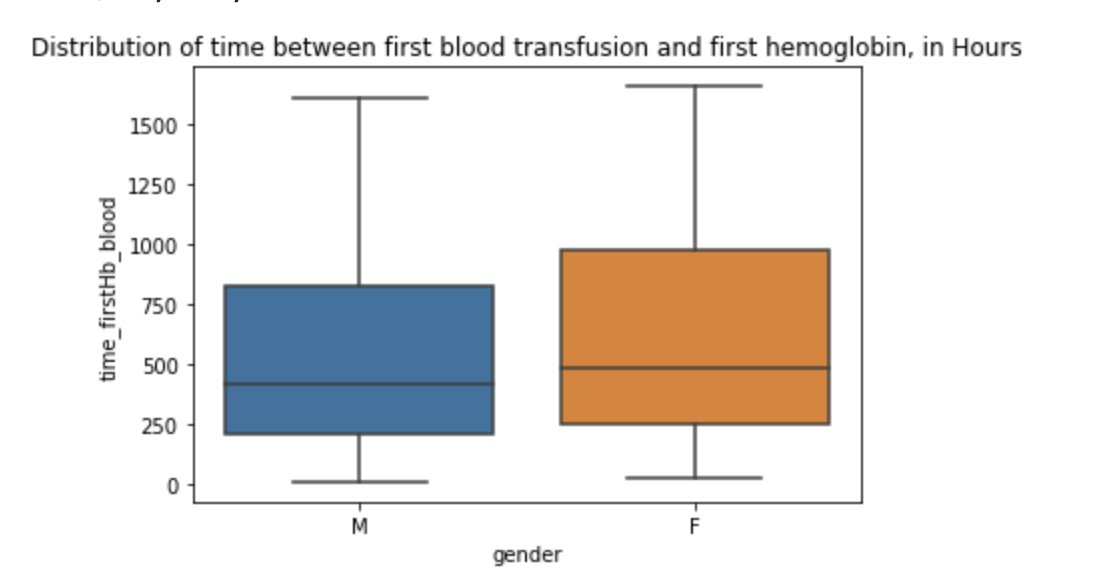 Distribution of time between first blood transfusion and first hemoglobin, in Hours
1500
1250
1000
750
500
250
0
time_firstHb_blood
M F
gender